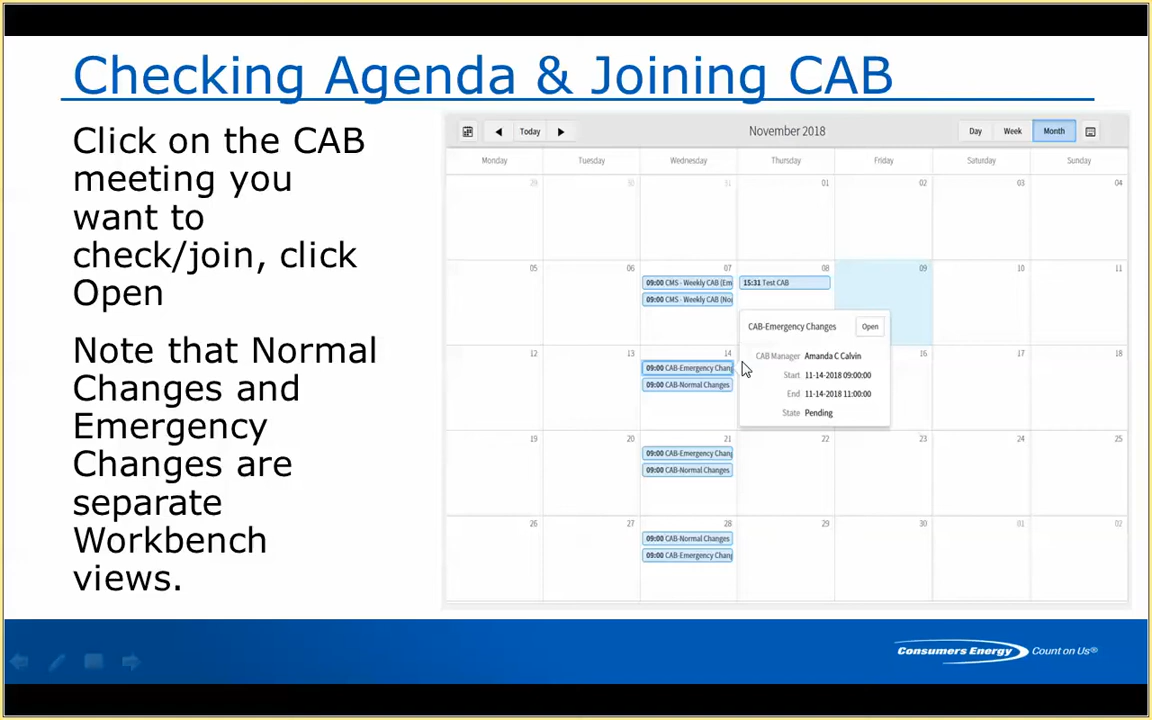 Checking Agenda & Joining CAB
Click on the CAB
meeting you
want to
check/join, click
Open
Note that Normal
Changes and
Emergency
Changes are
separate
Workbench
views.
Today
November 2018
Day Week Month
Monday Tuesday Wednesday Thursday Friday Saturday Sunday
29 30 31 01 02 03 04
05 06 07 08 09 10 11
09:00 CMS - Weekly CAB (Em
15:31 Test CAB
09:00 CMS - Weekly CAB (No
CAB-Emergency Changes Open
CAB Manager Amanda C Calvin
Start 11-14-2018 09:00:00
End 11-14-2018 11:00:00
State Pending
12 13 14 16 17 18
09:00 CAB-Emergency Chang
09:00 CAB-Normal Changes
19 20 21 22 23 24 25
09:00 CAB-Emergency Chang
09:00 CAB-Normal Changes
26 27 28 29 30 01 02
09:00 CAB-Normal Changes
09:00 CAB-Emergency Chang
Consumers Energy Count on Us®